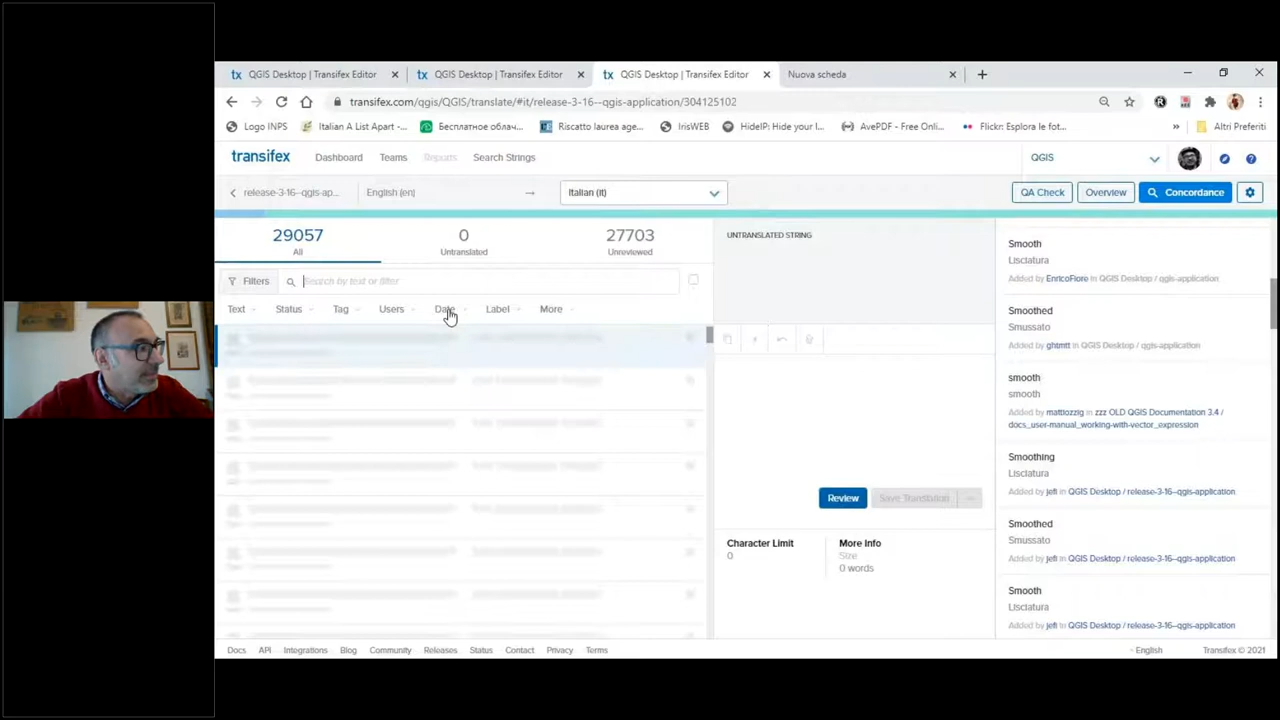 tx QGIS Desktop | Transifex Editor
tx QGIS Desktop | Transifex Editor
tx QGIS Desktop | Transifex Editor
Nuova scheda
transifex.com/qgis/QGIS/translate/#it/release-3-16--qgis-application/304125102
Logo INPS
Italian A List Apart -...
Бесплатное облач...
Riscatto laurea age...
IrisWEB
HideIP: Hide your I...
AvePDF - Free Onli...
Flickr: Esplora le fot...
»
Altri Preferiti
transifex
Dashboard
Teams
Reports
Search Strings
QGIS
release-3-16--qgis-ap...
English (en)
→
Italian (it)
QA Check
Overview
Concordance
29057
All
0
Untranslated
27703
Unreviewed
Filters
Search by text or filter
Text
Status
Tag
Users
Date
Label
More
UNTRANSLATED STRING
Review
Save Translation
Character Limit
0
More Info
Size
0 words
Smooth
Lisciatura
Added by EnricoFiore in QGIS Desktop / qgis-application
Smoothed
Smussato
Added by ghtmtt in QGIS Desktop / qgis-application
smooth
smooth
Added by mattiozzig in zzz OLD QGIS Documentation 3.4 /
docs_user-manual_working-with-vector_expression
Smoothing
Lisciatura
Added by jefi in QGIS Desktop / release-3-16--qgis-application
Smoothed
Smussato
Added by jefi in QGIS Desktop / release-3-16--qgis-application
Smooth
Lisciatura
Added by jefi in QGIS Desktop / release-3-16--qgis-application
Docs
API
Integrations
Blog
Community
Releases
Status
Contact
Privacy
Terms
English
Transifex © 2021